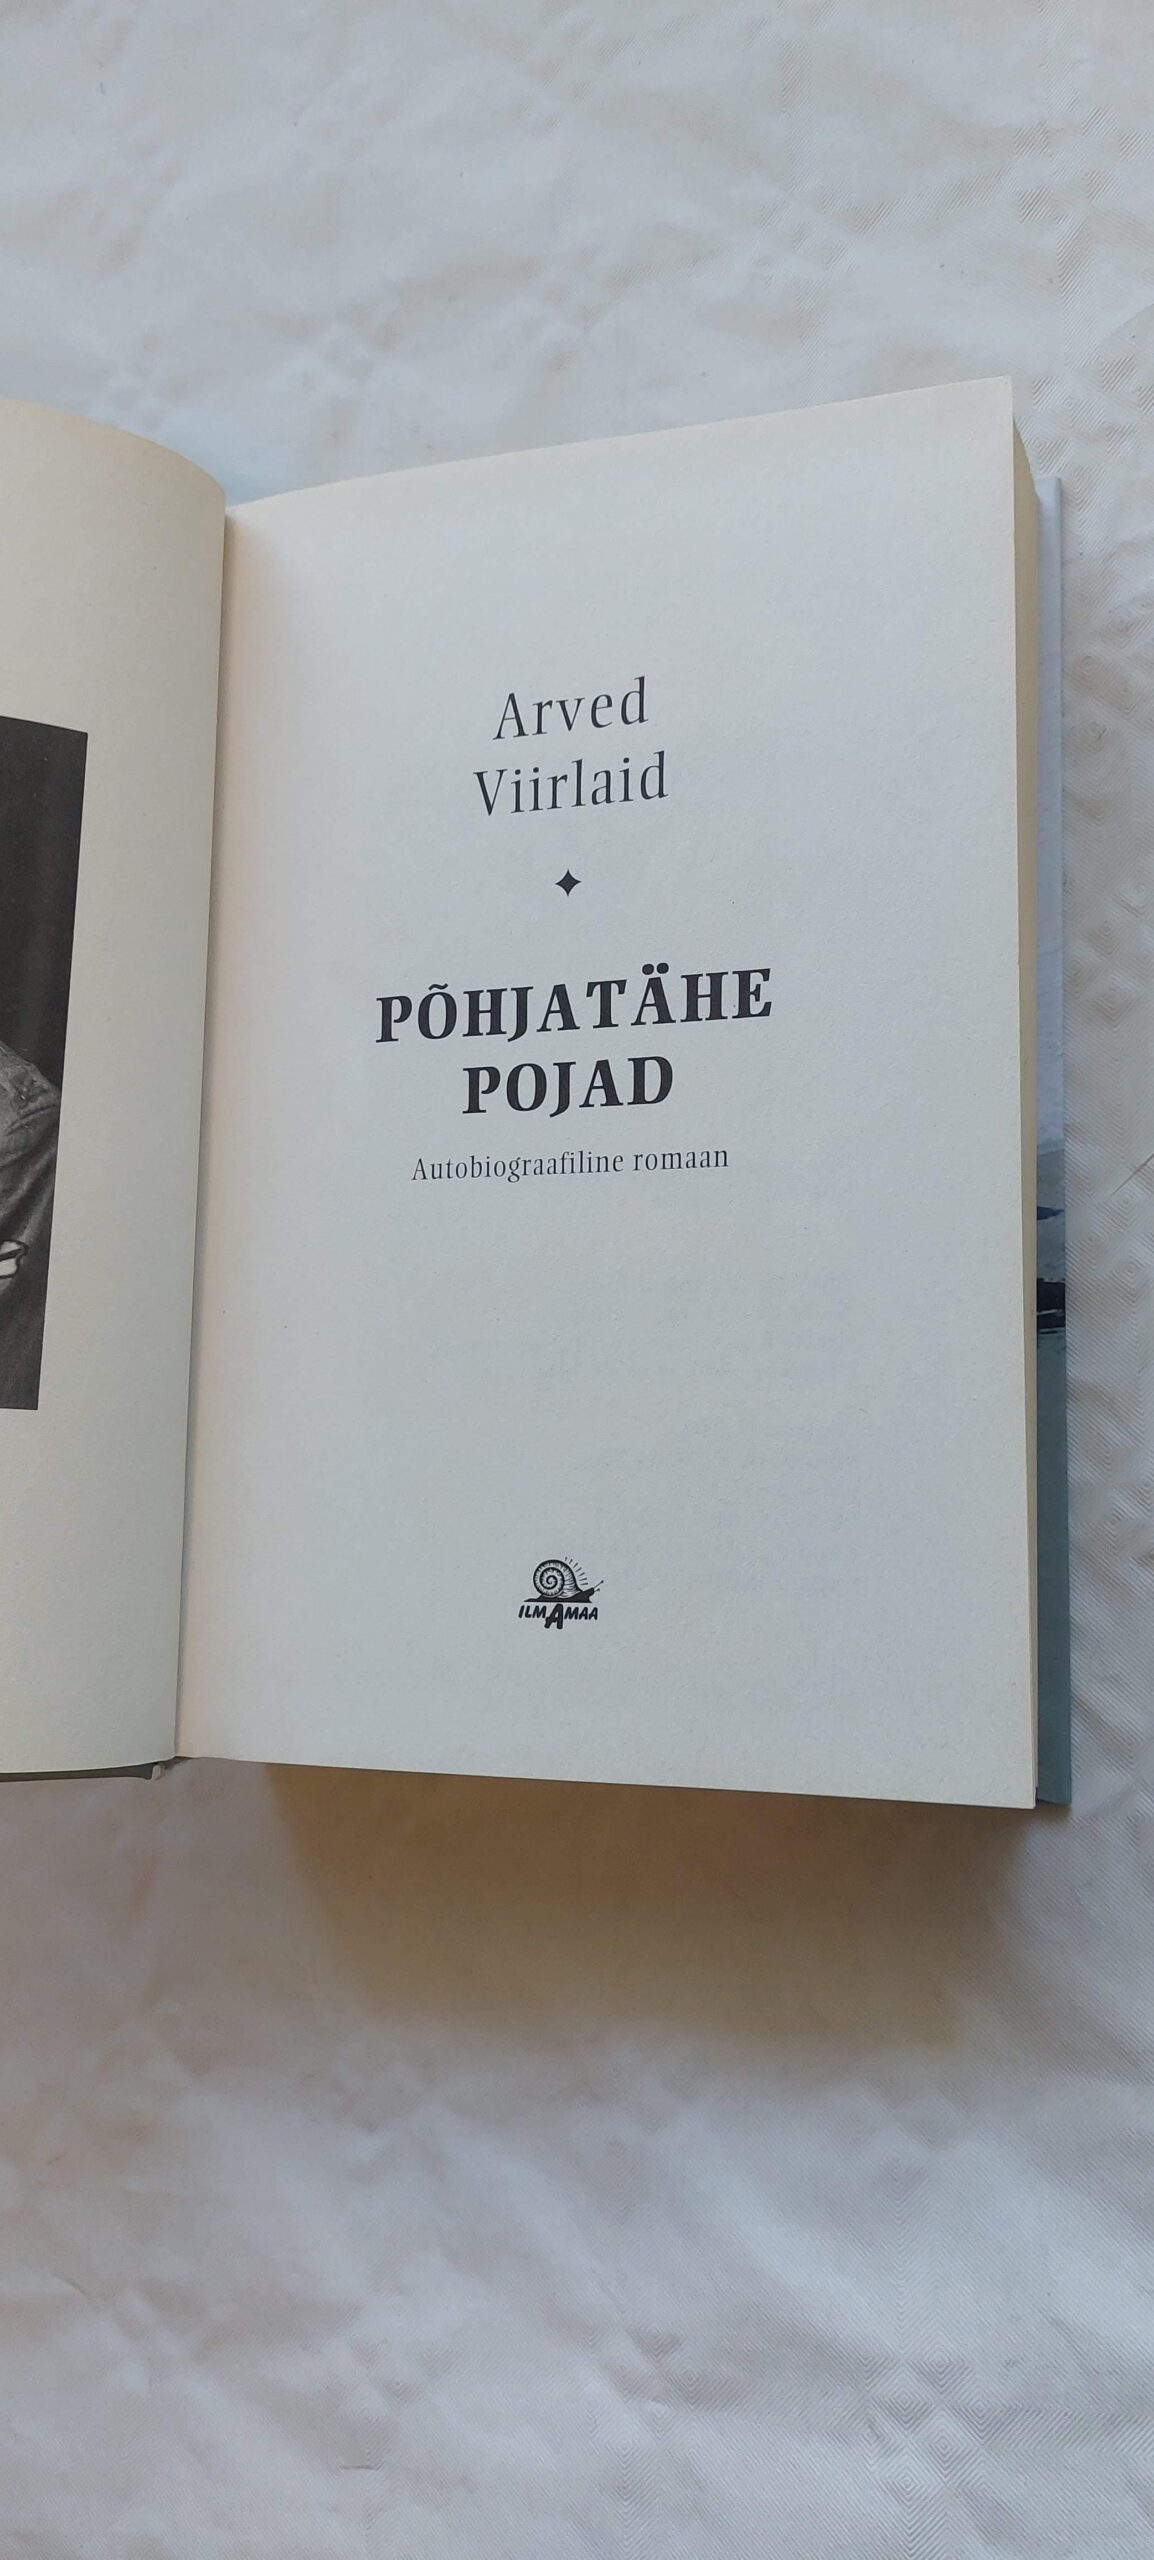 Arved
Viirlaid
PÕHJATÄHE
POJAD
Autobiograafiline romaan
ILMAMAA